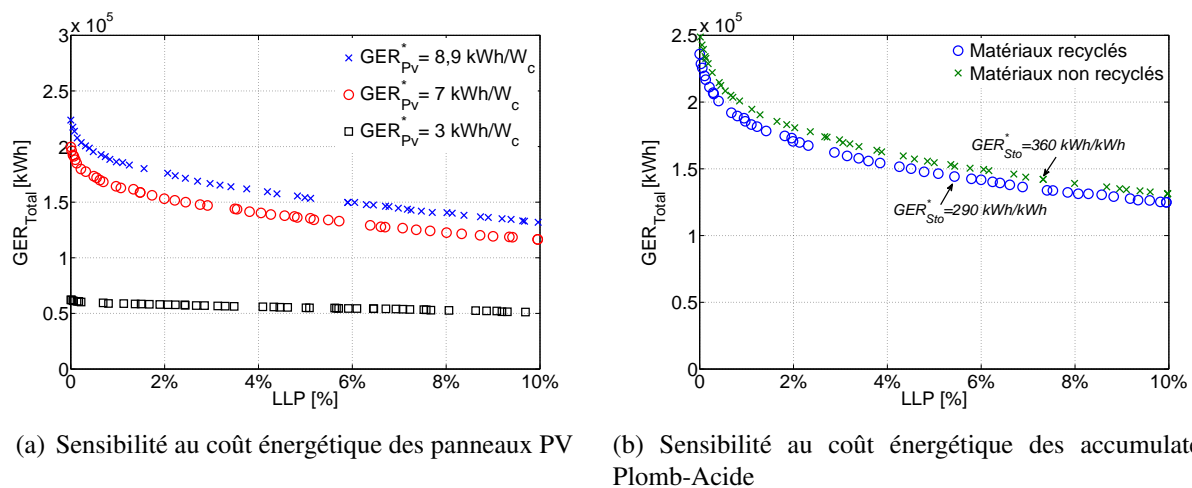 x 10^5
3
2.5
2
1.5
1
0.5
0
GER_Total [kWh]
0
2%
4%
6%
8%
10%
LLP [%]
GER*_Pv = 8,9 kWh/W_c
GER*_Pv = 7 kWh/W_c
GER*_Pv = 3 kWh/W_c
(a) Sensibilité au coût énergétique des panneaux PV
x 10^5
2.5
2
1.5
1
0.5
0
GER_Total [kWh]
0
2%
4%
6%
8%
10%
LLP [%]
Matériaux recyclés
Matériaux non recyclés
GER*_Sto=360 kWh/kWh
GER*_Sto=290 kWh/kWh
(b) Sensibilité au coût énergétique des accumulate
Plomb-Acide